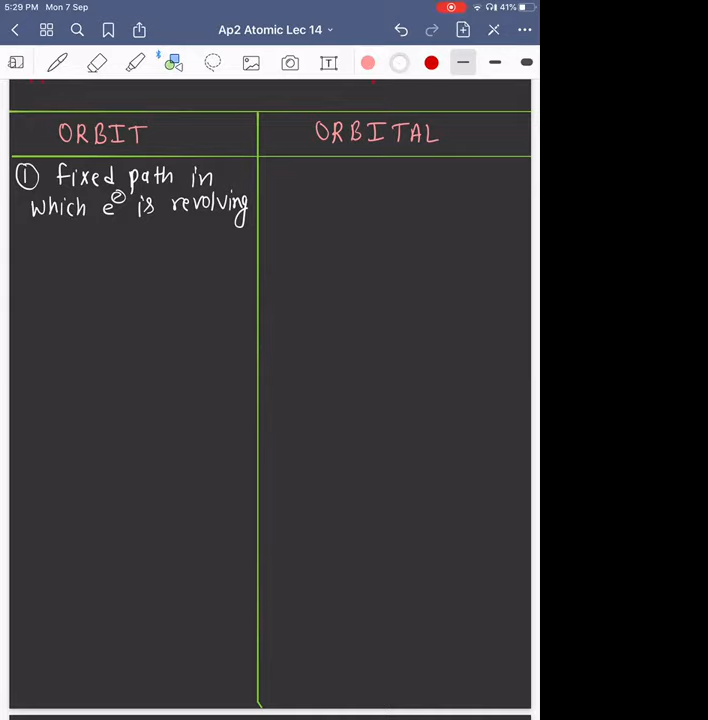 5:29 PM Mon 7 Sep
41%
Ap2 Atomic Lec 14
T
ORBIT
ORBITAL
① fixed path in
which e⊖ is revolving